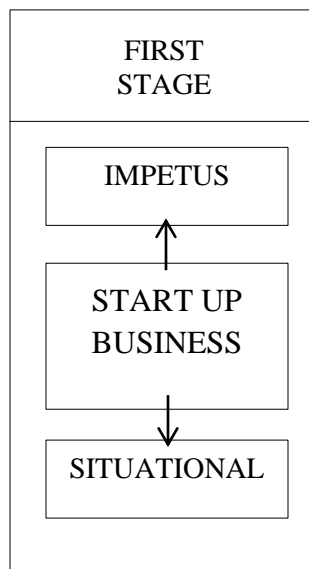 FIRST
STAGE
IMPETUS
START UP
BUSINESS
SITUATIONAL